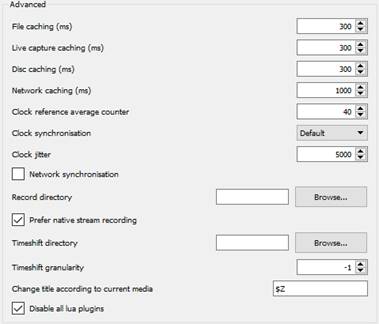 Advanced
File caching (ms) 300
Live capture caching (ms) 300
Disc caching (ms) 300
Network caching (ms) 1000
Clock reference average counter 40
Clock synchronisation Default
Clock jitter 5000
Network synchronisation
Record directory Browse...
Prefer native stream recording
Timeshift directory Browse...
Timeshift granularity -1
Change title according to current media $Z
Disable all lua plugins